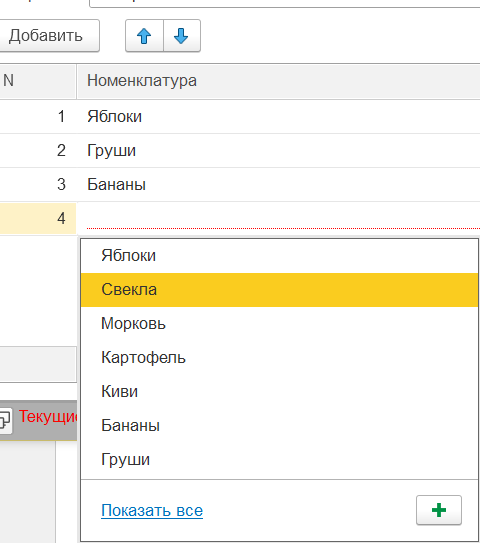 Добавить
N Номенклатура
1 Яблоки
2 Груши
3 Бананы
4
Яблоки
Свекла
Морковь
Картофель
Киви
Бананы
Груши
Показать все